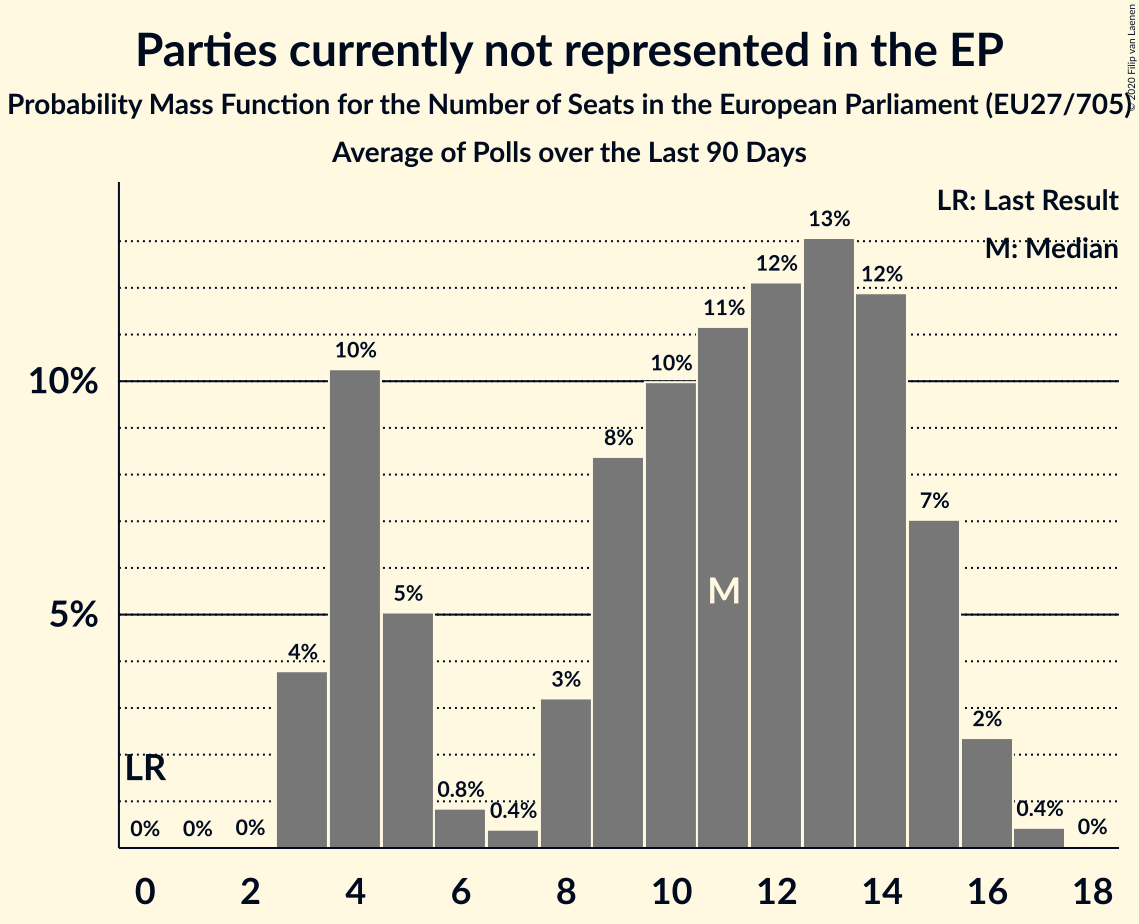 Parties currently not represented in the EP
Probability Mass Function for the Number of Seats in the European Parliament (EU27/705)
Average of Polls over the Last 90 Days
© 2020 Filip van Laenen
LR: Last Result
M: Median
10%
5%
LR
M
0%
0%
0%
4%
10%
5%
0.8%
0.4%
3%
8%
10%
11%
12%
13%
12%
7%
2%
0.4%
0%
0 2 4 6 8 10 12 14 16 18